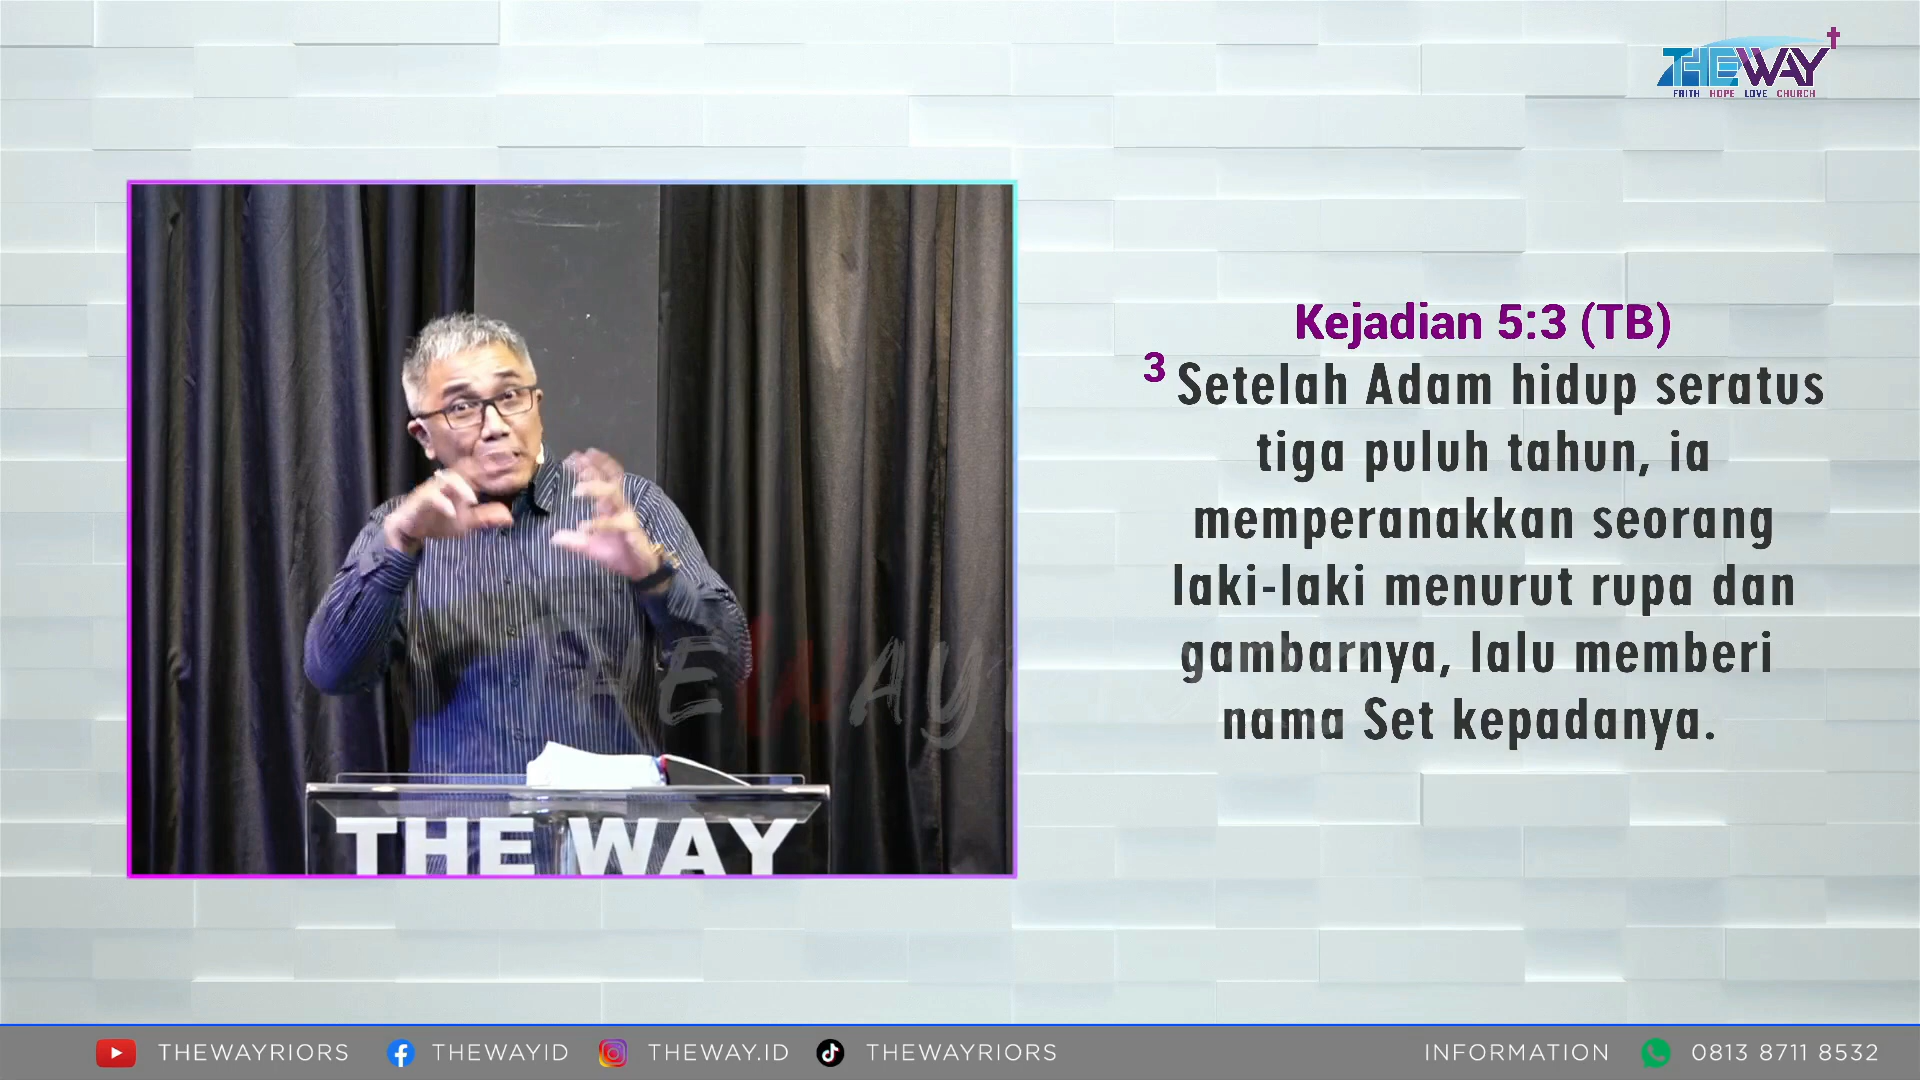 THEWAY
FAITH HOPE LOVE CHURCH
Kejadian 5:3 (TB)
3 Setelah Adam hidup seratus
tiga puluh tahun, ia
memperanakkan seorang
laki-laki menurut rupa dan
gambarnya, lalu memberi
nama Set kepadanya.
THEWAY
THE WAY
THEWAYRIORS THEWAYID THEWAY.ID THEWAYRIORS INFORMATION 0813 8711 8532